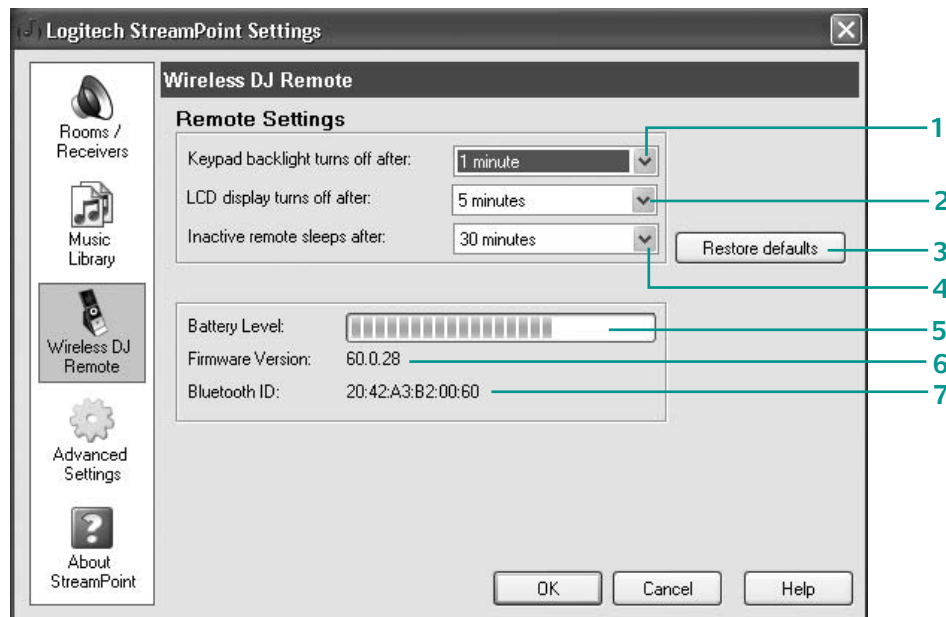 Logitech StreamPoint Settings
Wireless DJ Remote
Rooms /
Receivers
Music
Library
Wireless DJ
Remote
Advanced
Settings
?
About
StreamPoint
Remote Settings
Keypad backlight turns off after: 1 minute
LCD display turns off after: 5 minutes
Inactive remote sleeps after: 30 minutes
Restore defaults
Battery Level:
Firmware Version: 60.0.28
Bluetooth ID: 20:42:A3:B2:00:60
OK Cancel Help
1
2
3
4
5
6
7